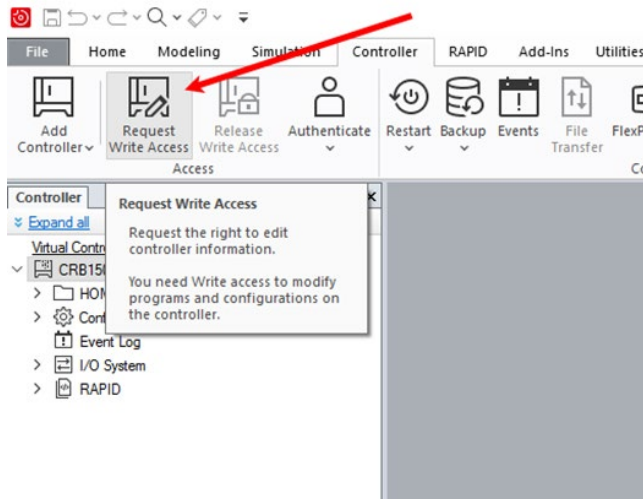 File Home Modeling Simulation Controller RAPID Add-Ins Utilities
Add Controller
Request Write Access
Release Write Access
Authenticate
Restart Backup Events
File Transfer
Access
Controller
Expand all
Request Write Access
Request the right to edit
controller information.
You need Write access to modify
programs and configurations on
the controller.
Virtual
Event Log
I/O System
RAPID